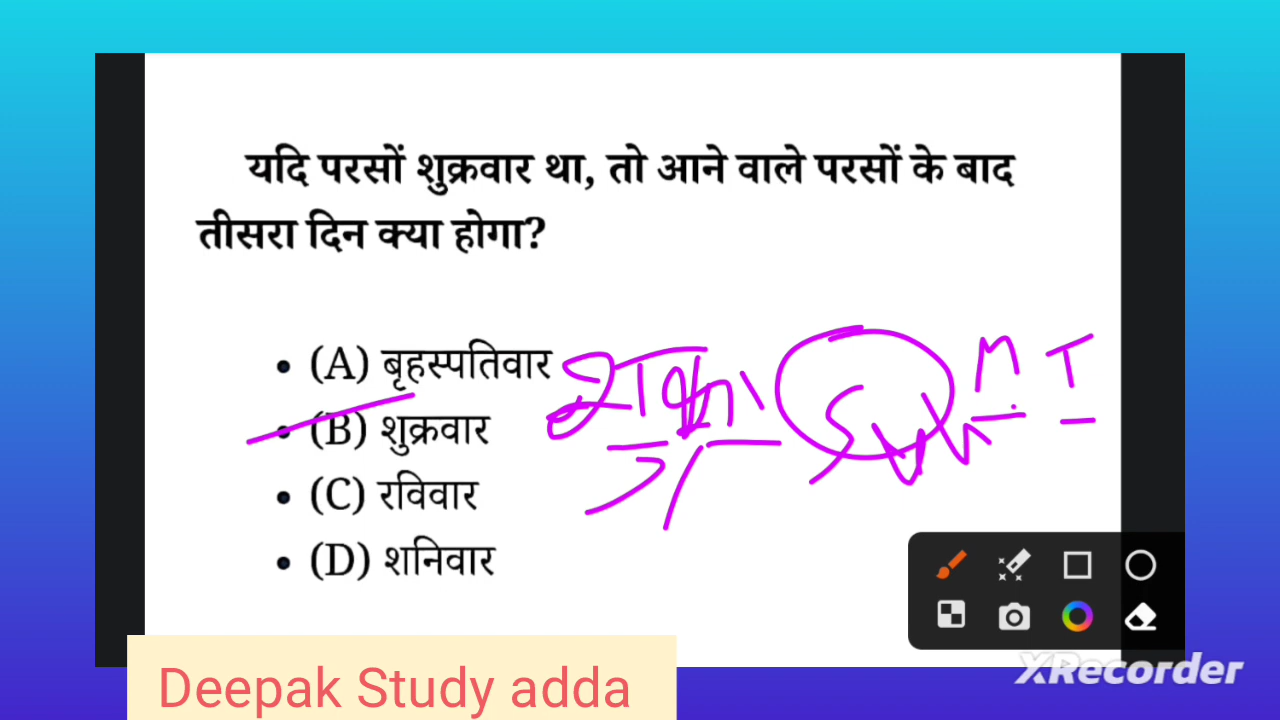 यदि परसों शुक्रवार था, तो आने वाले परसों के बाद
तीसरा दिन क्या होगा?
• (A) बृहस्पतिवार
• (B) शुक्रवार
• (C) रविवार
• (D) शनिवार
M T
Deepak Study adda
XRecorder